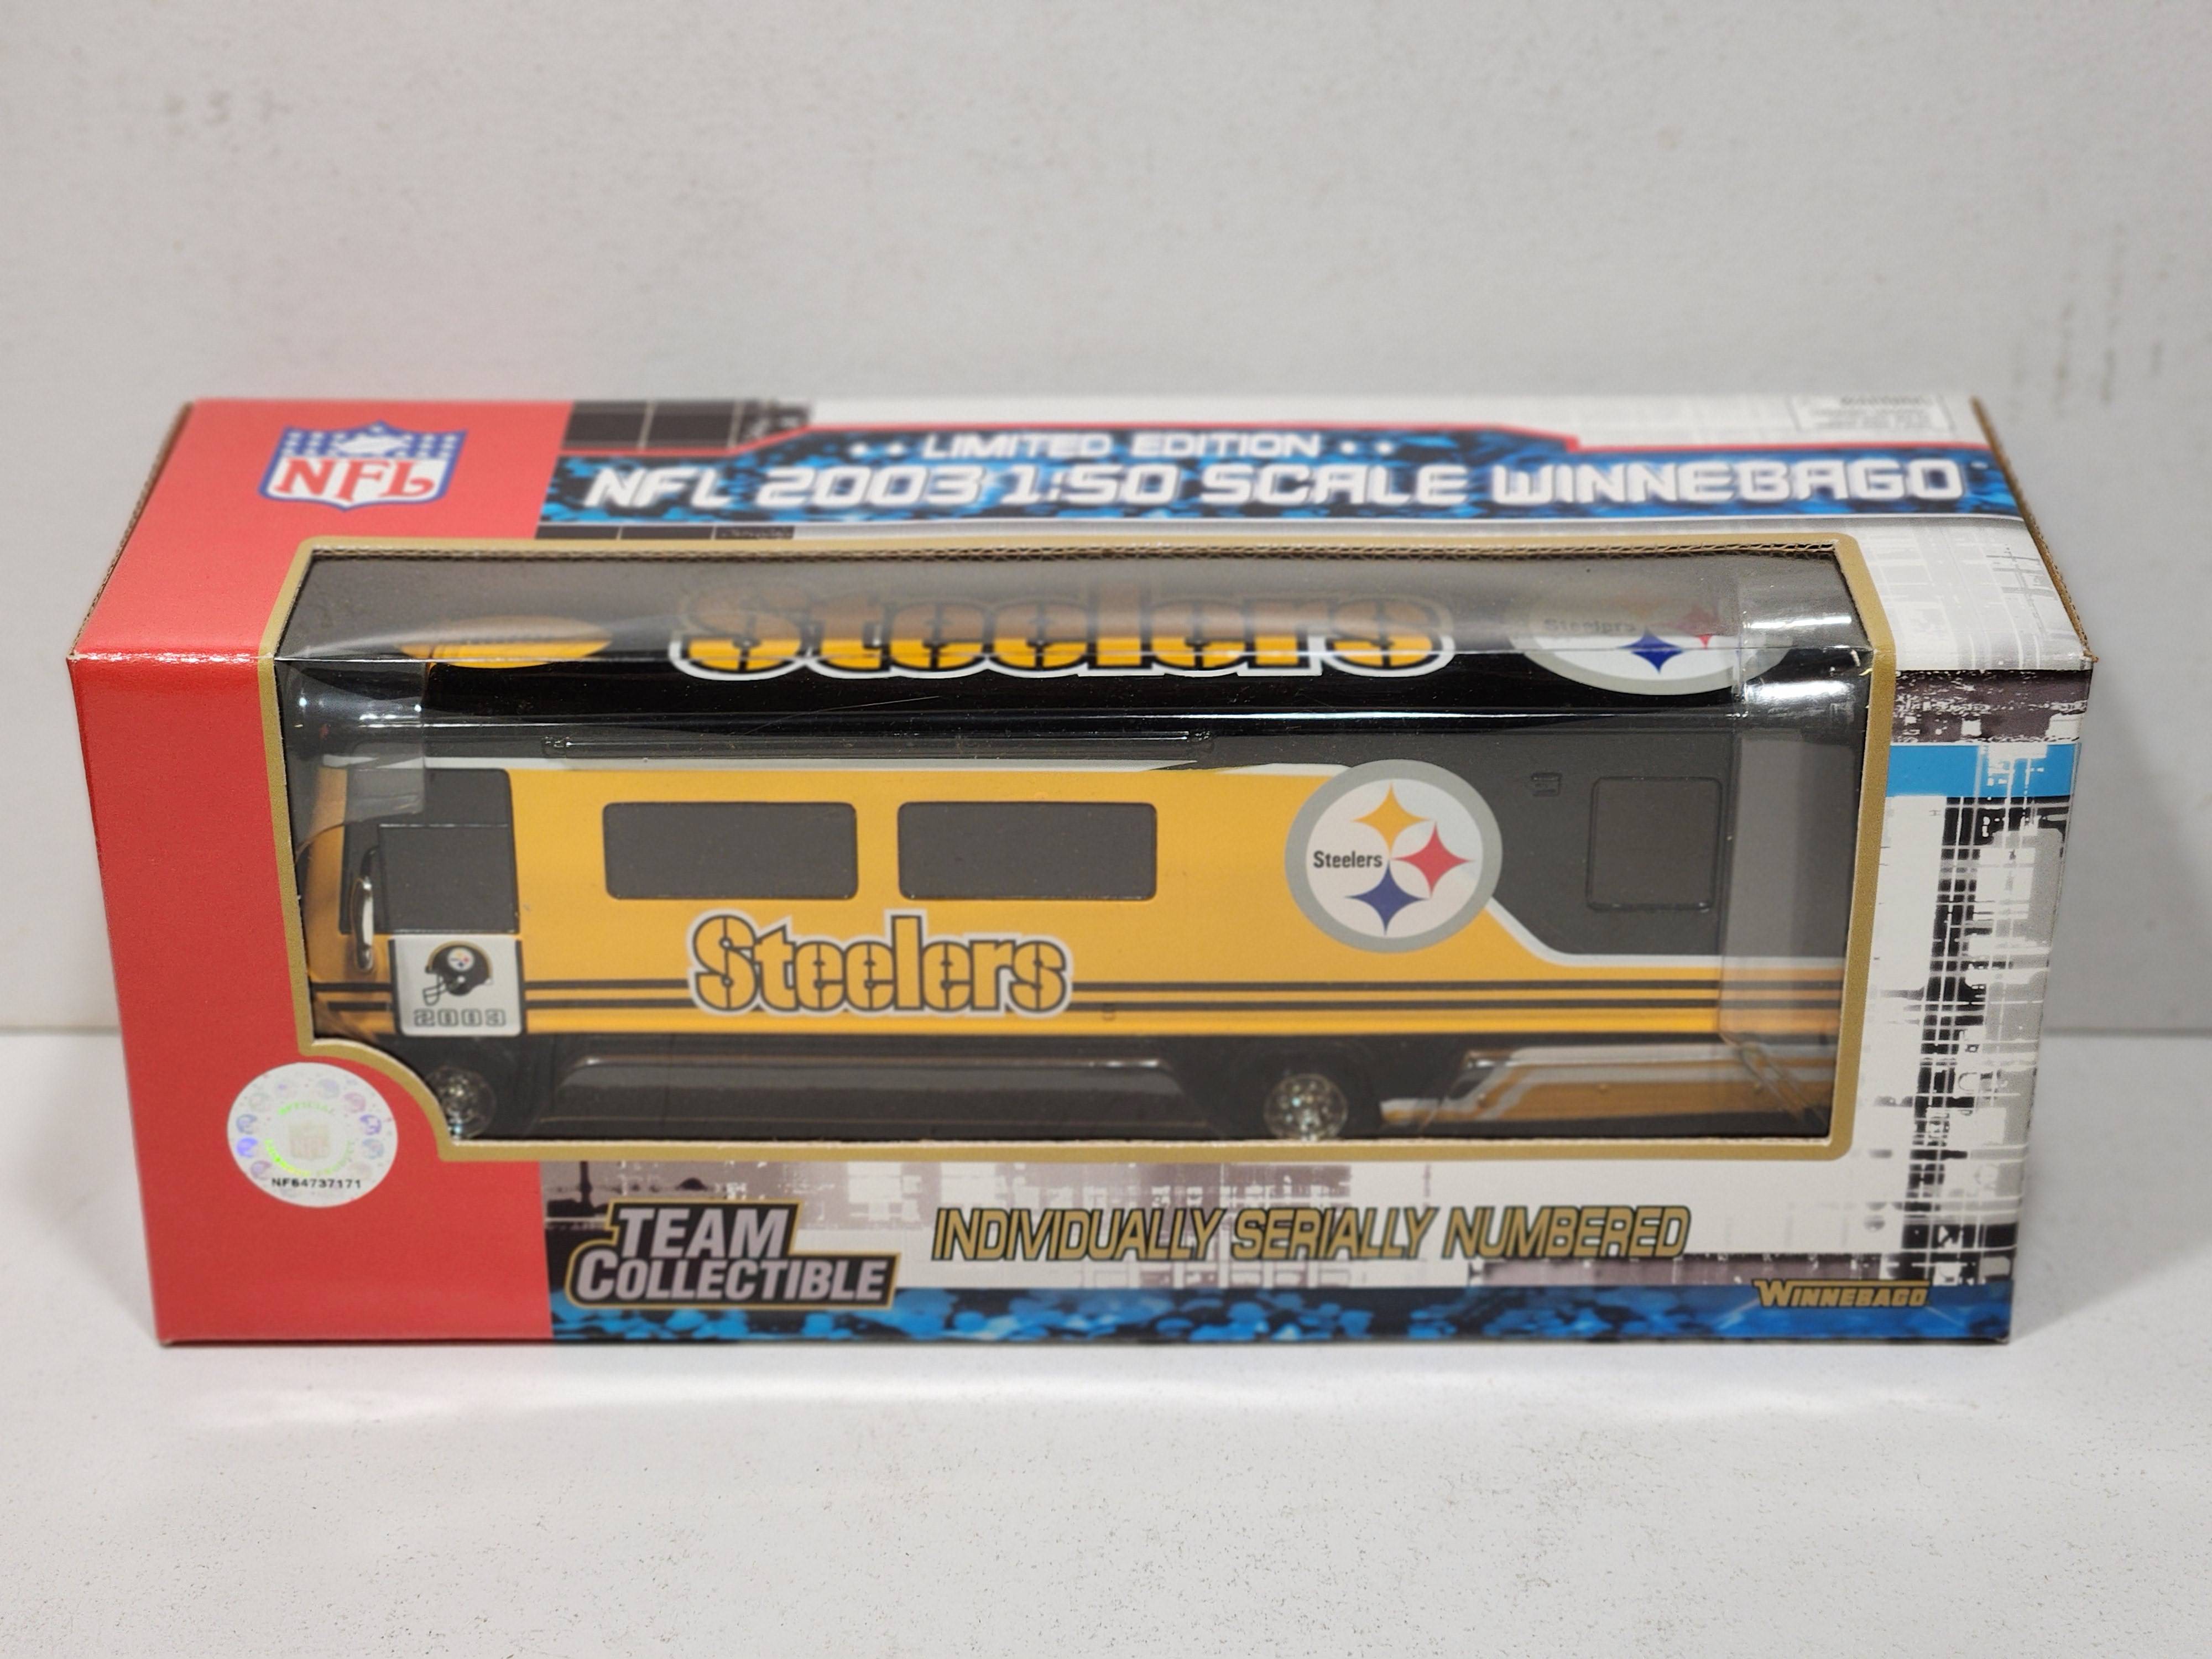 NFL
LIMITED EDITION
NFL 2003 1:50 SCALE WINNEBAGO
Steelers
Steelers
Steelers
Steelers
2003
OFFICIAL
NF64737171
TEAM
COLLECTIBLE
INDIVIDUALLY SERIALLY NUMBERED
WINNEBAGO